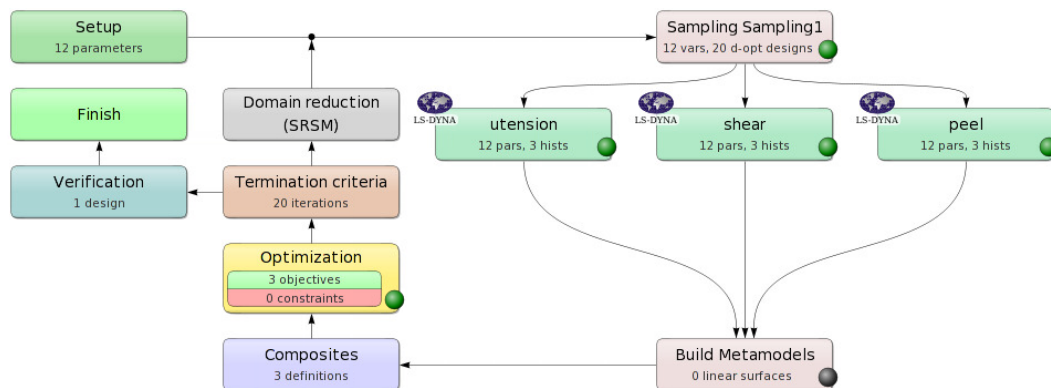 Setup
12 parameters
Sampling Sampling1
12 vars, 20 d-opt designs
Finish
Domain reduction
(SRSM)
LS-DYNA
utension
12 pars, 3 hists
LS-DYNA
shear
12 pars, 3 hists
LS-DYNA
peel
12 pars, 3 hists
Verification
1 design
Termination criteria
20 iterations
Optimization
3 objectives
0 constraints
Composites
3 definitions
Build Metamodels
0 linear surfaces